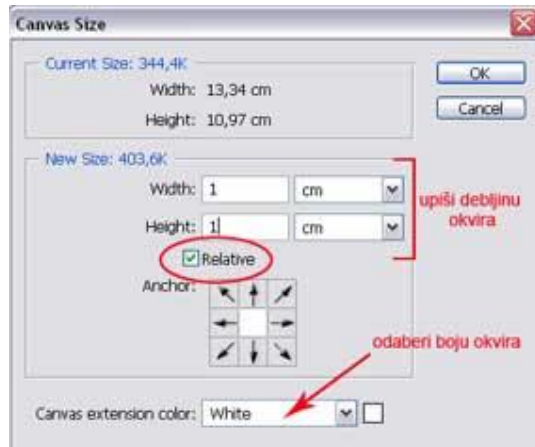 Canvas Size
Current Size: 344,4K
Width: 13,34 cm
Height: 10,97 cm
OK
Cancel
New Size: 403,6K
Width: 1 cm
Height: 1 cm
upiši debljinu
okvira
Relative
Anchor:
odaberi boju okvira
Canvas extension color: White